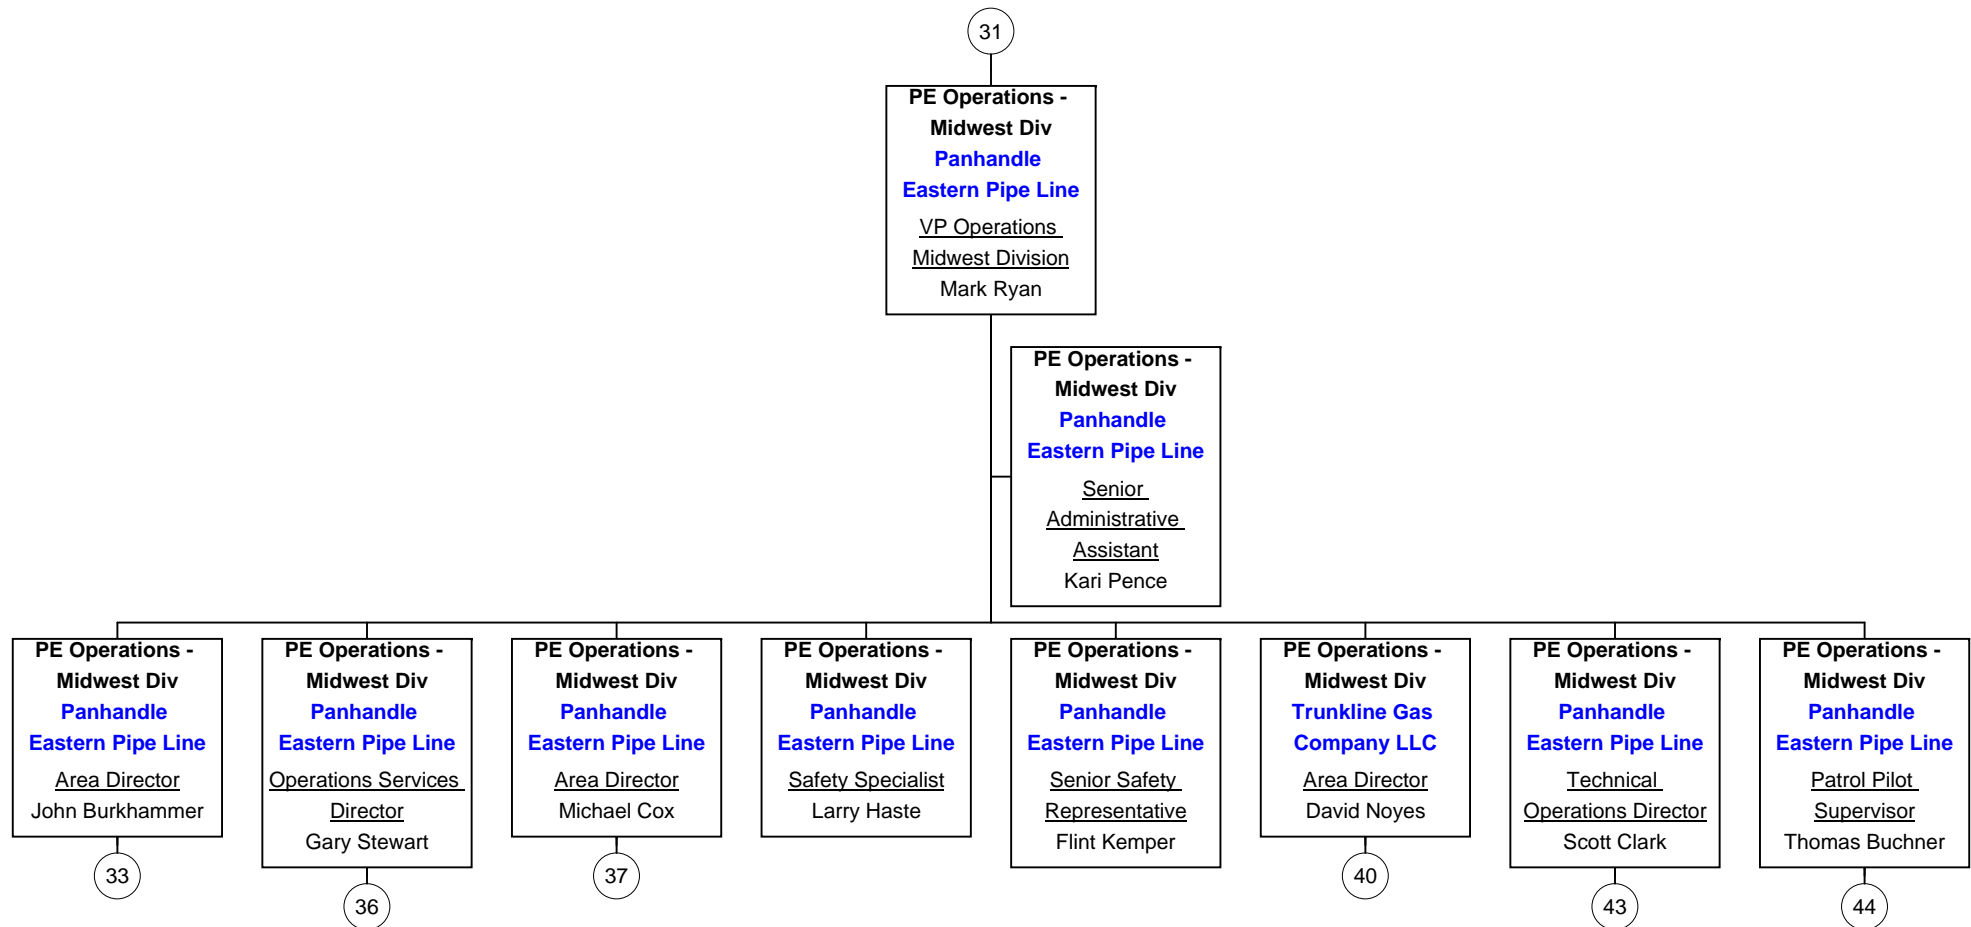 31
PE Operations -
Midwest Div
Panhandle
Eastern Pipe Line
VP Operations
Midwest Division
Mark Ryan
PE Operations -
Midwest Div
Panhandle
Eastern Pipe Line
Senior
Administrative
Assistant
Kari Pence
PE Operations -
Midwest Div
Panhandle
Eastern Pipe Line
Area Director
John Burkhammer
33
PE Operations -
Midwest Div
Panhandle
Eastern Pipe Line
Operations Services
Director
Gary Stewart
36
PE Operations -
Midwest Div
Panhandle
Eastern Pipe Line
Area Director
Michael Cox
37
PE Operations -
Midwest Div
Panhandle
Eastern Pipe Line
Safety Specialist
Larry Haste
PE Operations -
Midwest Div
Panhandle
Eastern Pipe Line
Senior Safety
Representative
Flint Kemper
PE Operations -
Midwest Div
Trunkline Gas
Company LLC
Area Director
David Noyes
40
PE Operations -
Midwest Div
Panhandle
Eastern Pipe Line
Technical
Operations Director
Scott Clark
43
PE Operations -
Midwest Div
Panhandle
Eastern Pipe Line
Patrol Pilot
Supervisor
Thomas Buchner
44